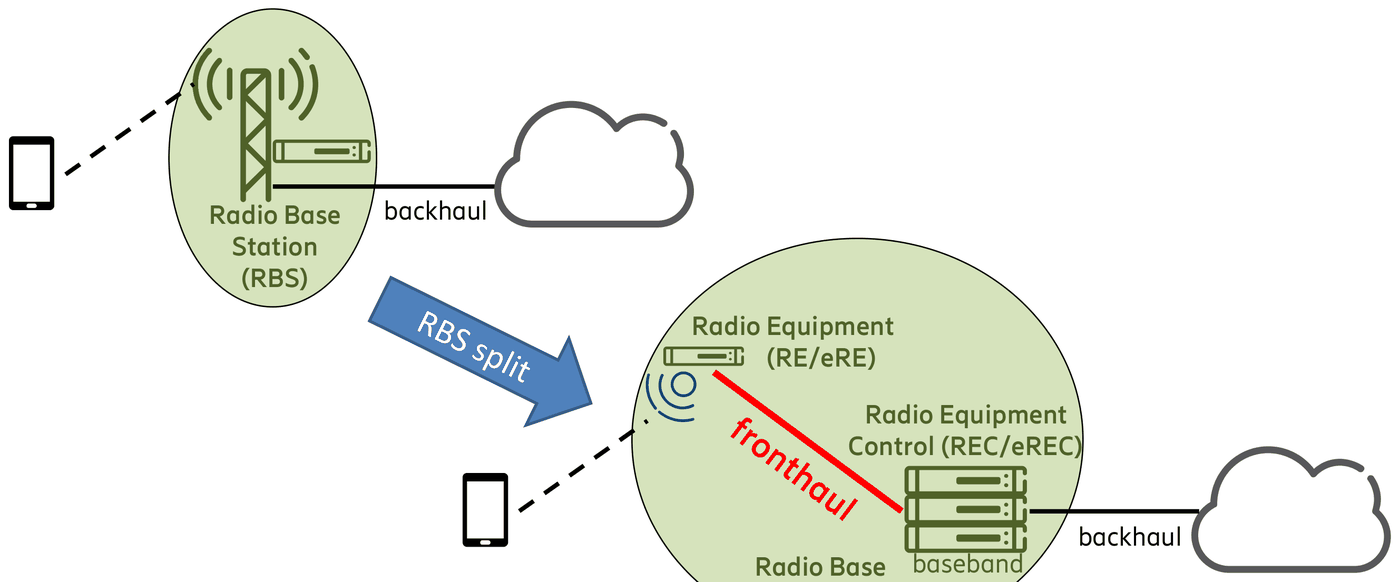 Radio Base
Station
(RBS)
backhaul
RBS split
Radio Equipment
(RE/eRE)
fronthaul
Radio Equipment
Control (REC/eREC)
baseband
backhaul
Radio Base